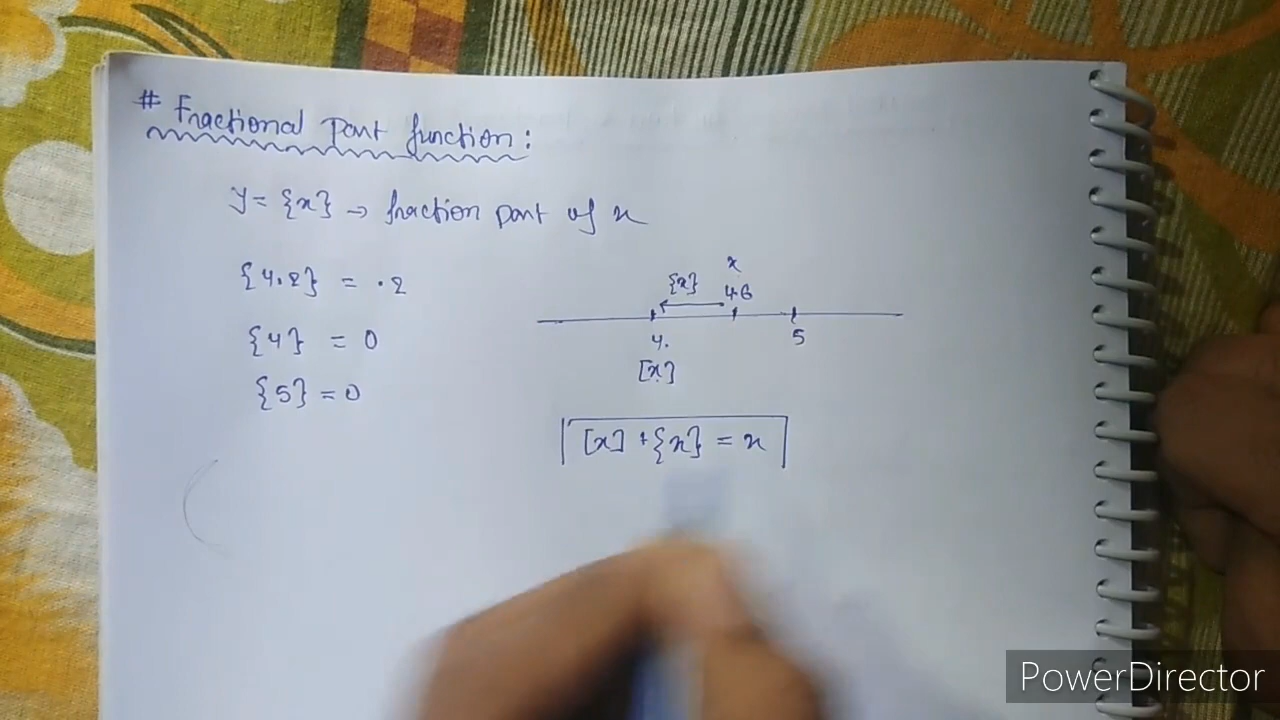 # Fractional part function:
y = {x} → fraction part of x
{4.2} = .2
{4} = 0
{5} = 0
x
{x} 4.6
4. 5
[x]
[x] + {x} = x
PowerDirector